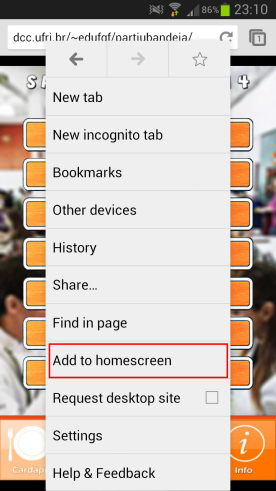 86% 23:10
dcc.ufrj.br/~edufgf/partiubandeja/
1
4
New tab
New incognito tab
Bookmarks
Other devices
History
Share...
Find in page
Add to homescreen
Request desktop site
Settings
Help & Feedback
Info